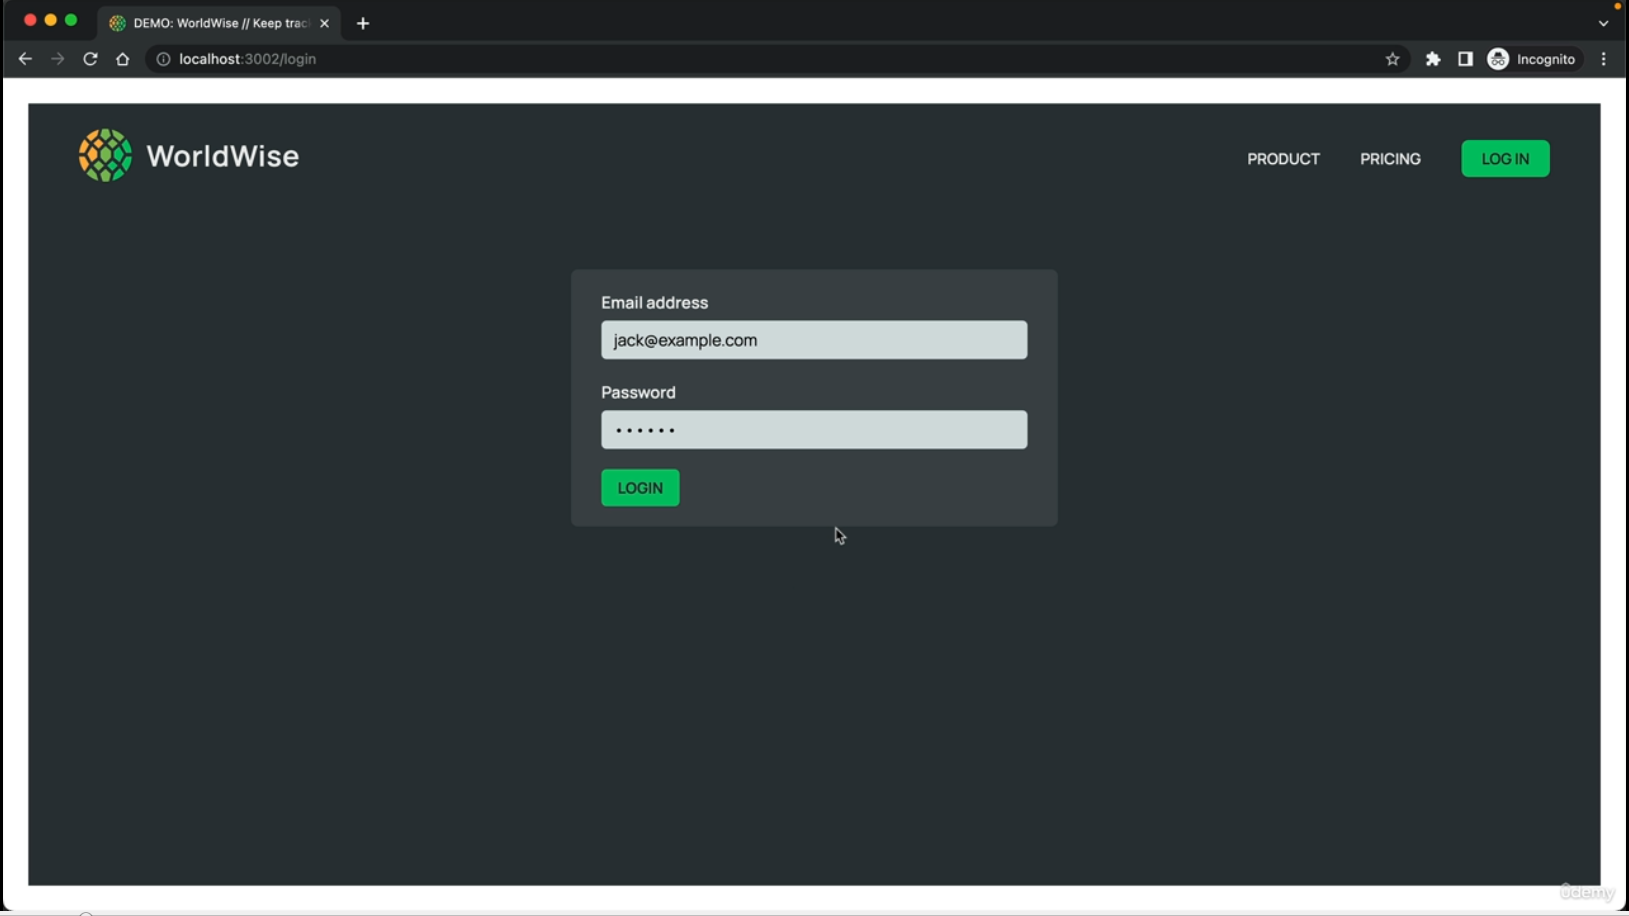 DEMO: WorldWise // Keep trac
localhost:3002/login
Incognito
WorldWise
PRODUCT
PRICING
LOG IN
Email address
jack@example.com
Password
LOGIN
ûdemy